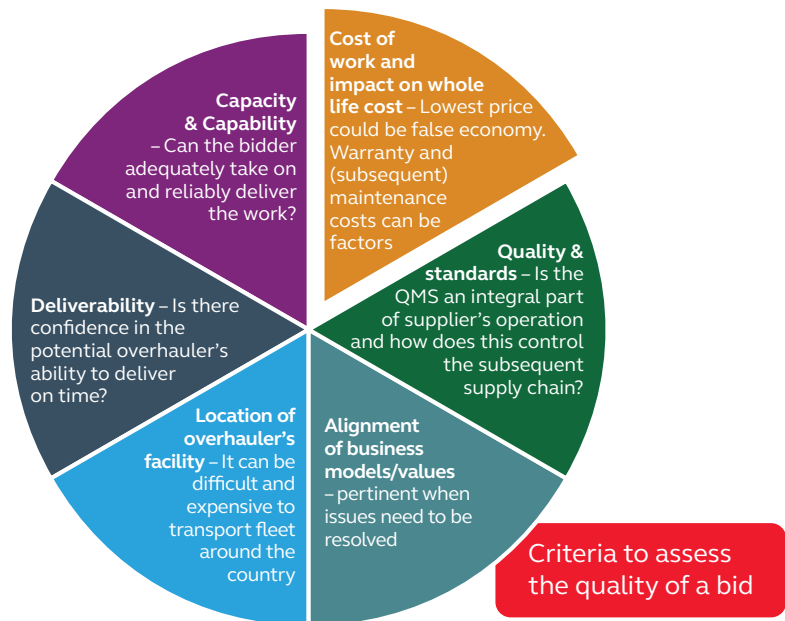 Cost of
work and
impact on whole
life cost – Lowest price
could be false economy.
Warranty and
(subsequent)
maintenance
costs can be
factors
Quality &
standards – Is the
QMS an integral part
of supplier’s operation
and how does this control
the subsequent
supply chain?
Alignment
of business
models/values
– pertinent when
issues need to be
resolved
Location of
overhauler’s
facility – It can be
difficult and
expensive to
transport fleet
around the
country
Deliverability – Is there
confidence in the
potential overhauler’s
ability to deliver
on time?
Capacity
& Capability
– Can the bidder
adequately take on
and reliably deliver
the work?
Criteria to assess
the quality of a bid